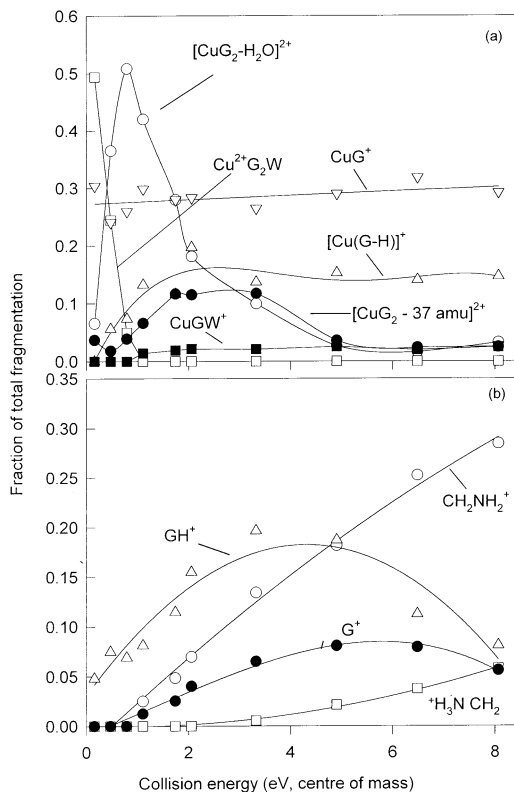 0.6
(a)
[CuG₂-H₂O]²⁺
0.5
0.4
Cu²⁺G₂W
CuG⁺
0.3
[Cu(G-H)]⁺
0.2
[CuG₂ - 37 amu]²⁺
0.1
CuGW⁺
0.0
Fraction of total fragmentation
0.35
(b)
0.30
0.25
CH₂NH₂⁺
0.20
GH⁺
0.15
G⁺
0.10
0.05
⁺H₃N CH₂
0.00
0 2 4 6 8
Collision energy (eV, centre of mass)